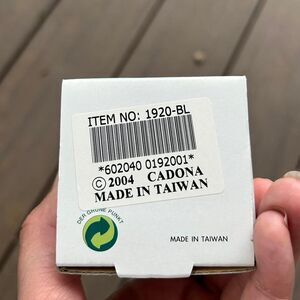 ITEM NO: 1920-BL
*602040 0192001*
© 2004 CADONA
MADE IN TAIWAN
DER GRÜNE PUNKT
MADE IN TAIWAN